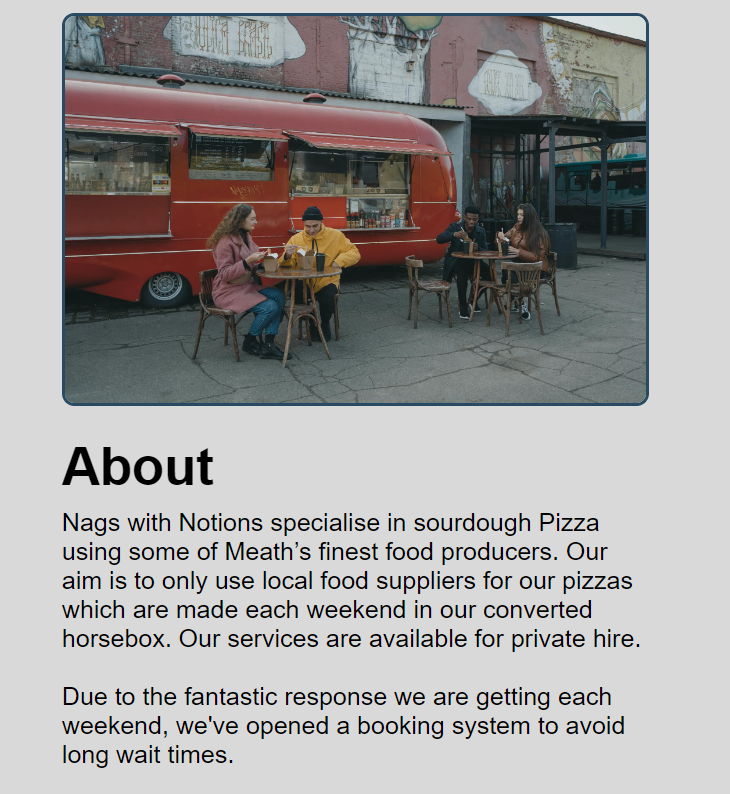 About
Nags with Notions specialise in sourdough Pizza
using some of Meath’s finest food producers. Our
aim is to only use local food suppliers for our pizzas
which are made each weekend in our converted
horsebox. Our services are available for private hire.
Due to the fantastic response we are getting each
weekend, we've opened a booking system to avoid
long wait times.